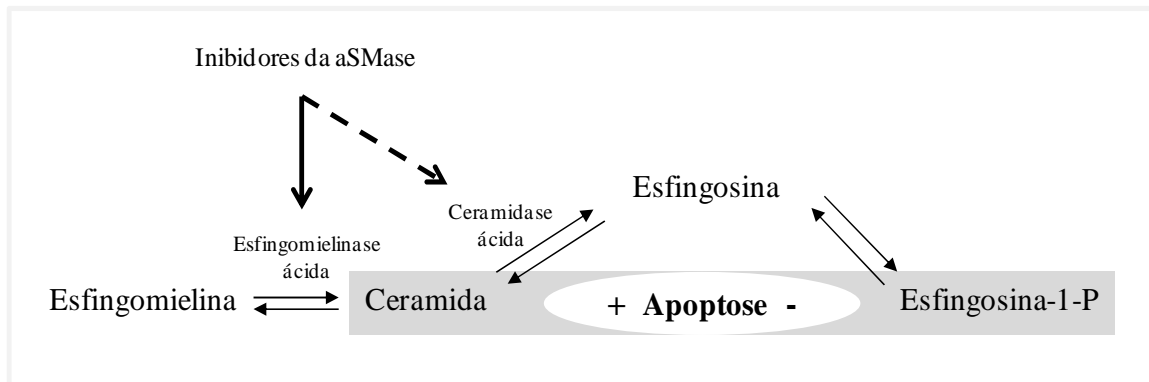 Inibidores da aSMase
Esfingosina
Ceramidase
ácida
Esfingomielinase
ácida
Esfingomielina
Ceramida
+ Apoptose -
Esfingosina-1-P